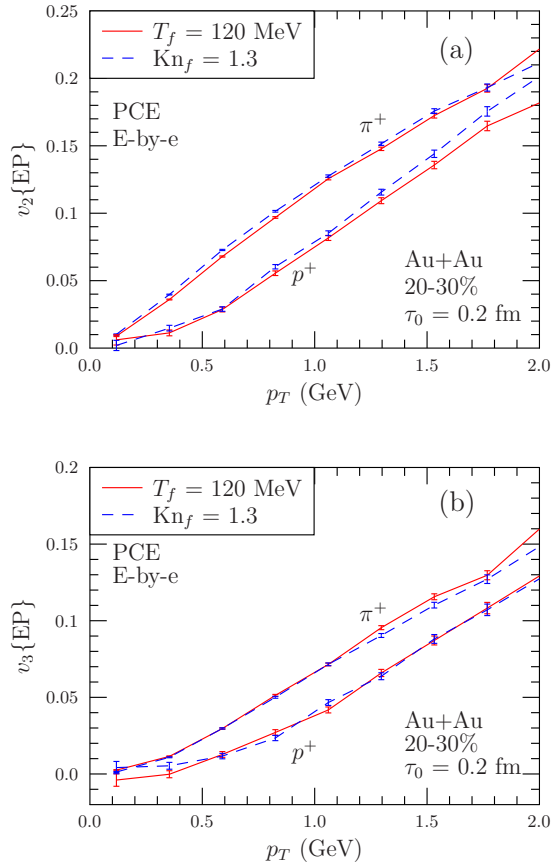 T_f = 120 MeV
Kn_f = 1.3
(a)
PCE
E-by-e
π⁺
p⁺
Au+Au
20-30%
τ₀ = 0.2 fm
v₂{EP}
0.25
0.2
0.15
0.1
0.05
0.0
0.0 0.5 1.0 1.5 2.0
p_T (GeV)
T_f = 120 MeV
Kn_f = 1.3
(b)
PCE
E-by-e
π⁺
p⁺
Au+Au
20-30%
τ₀ = 0.2 fm
v₃{EP}
0.2
0.15
0.1
0.05
0.0
0.0 0.5 1.0 1.5 2.0
p_T (GeV)